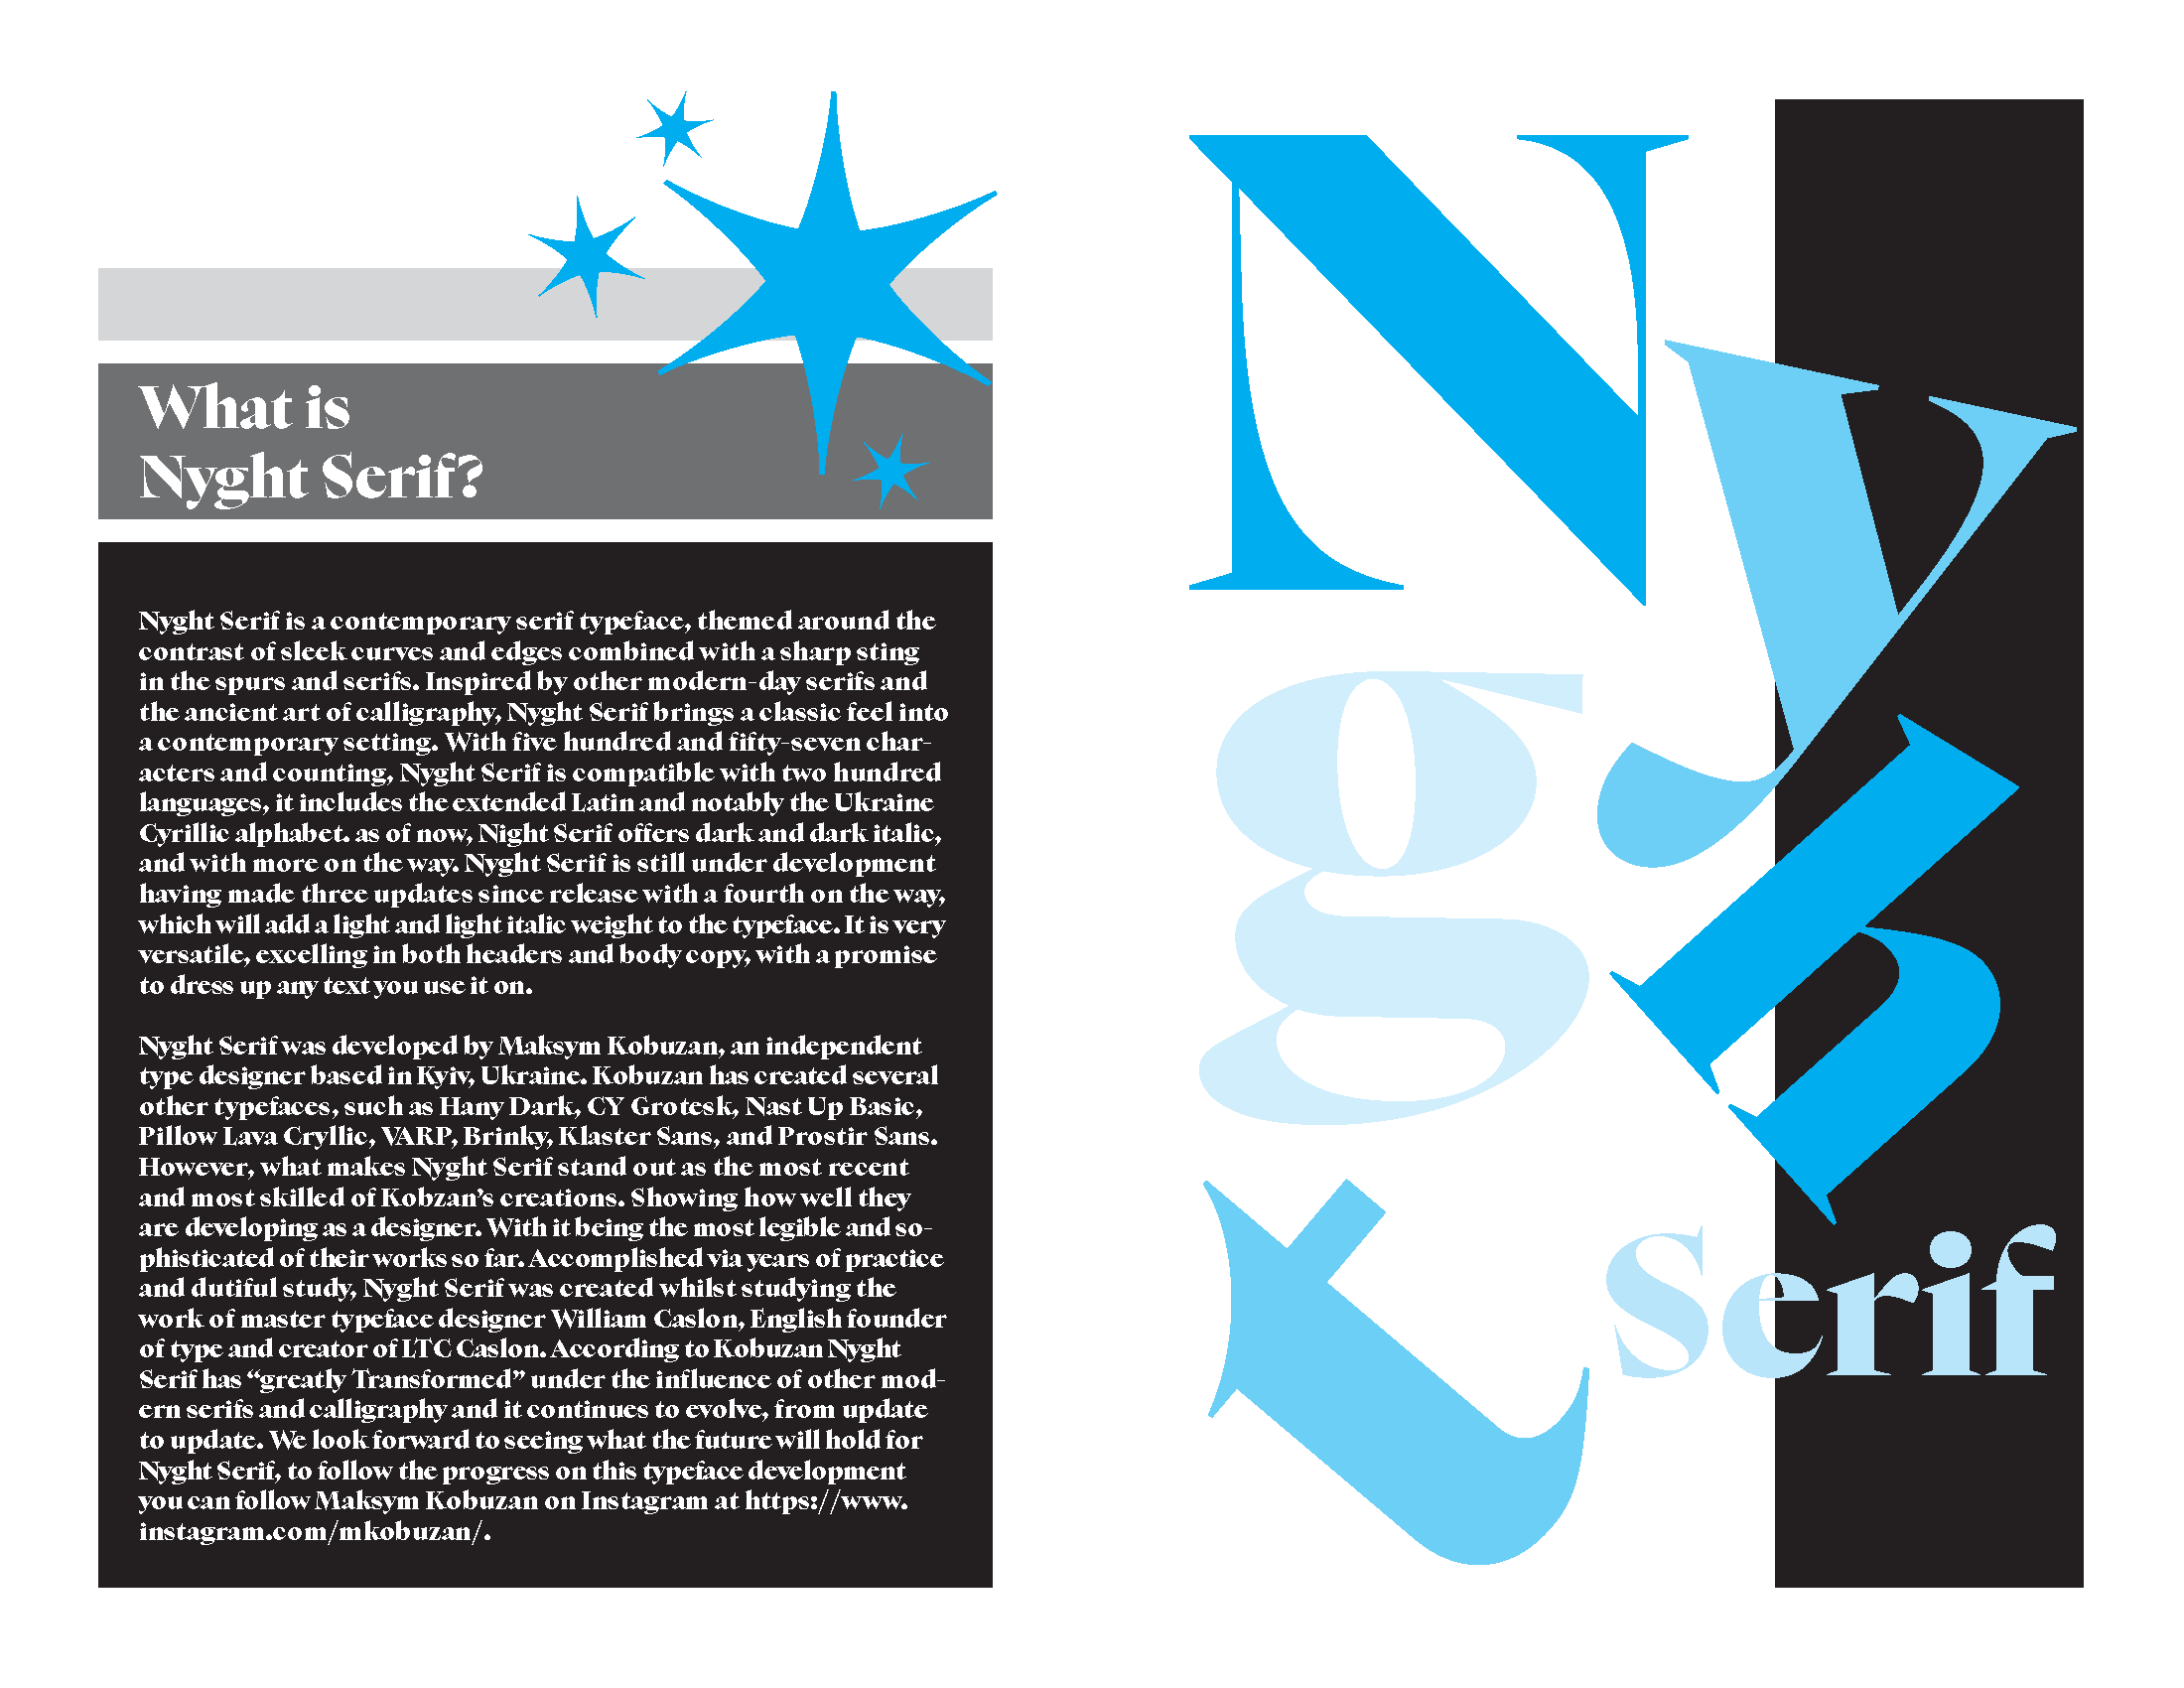 What is
Nyght Serif?
Nyght Serif is a contemporary serif typeface, themed around the
contrast of sleek curves and edges combined with a sharp sting
in the spurs and serifs. Inspired by other modern-day serifs and
the ancient art of calligraphy, Nyght Serif brings a classic feel into
a contemporary setting. With five hundred and fifty-seven char-
acters and counting, Nyght Serif is compatible with two hundred
languages, it includes the extended Latin and notably the Ukraine
Cyrillic alphabet. as of now, Night Serif offers dark and dark italic,
and with more on the way. Nyght Serif is still under development
having made three updates since release with a fourth on the way,
which will add a light and light italic weight to the typeface. It is very
versatile, excelling in both headers and body copy, with a promise
to dress up any text you use it on.
Nyght Serif was developed by Maksym Kobuzan, an independent
type designer based in Kyiv, Ukraine. Kobuzan has created several
other typefaces, such as Hany Dark, CY Grotesk, Nast Up Basic,
Pillow Lava Cryllic, VARP, Brinky, Klaster Sans, and Prostir Sans.
However, what makes Nyght Serif stand out as the most recent
and most skilled of Kobzan’s creations. Showing how well they
are developing as a designer. With it being the most legible and so-
phisticated of their works so far. Accomplished via years of practice
and dutiful study, Nyght Serif was created whilst studying the
work of master typeface designer William Caslon, English founder
of type and creator of LTC Caslon. According to Kobuzan Nyght
Serif has “greatly Transformed” under the influence of other mod-
ern serifs and calligraphy and it continues to evolve, from update
to update. We look forward to seeing what the future will hold for
Nyght Serif, to follow the progress on this typeface development
you can follow Maksym Kobuzan on Instagram at https://www.
instagram.com/mkobuzan/.
Nyght
Serif